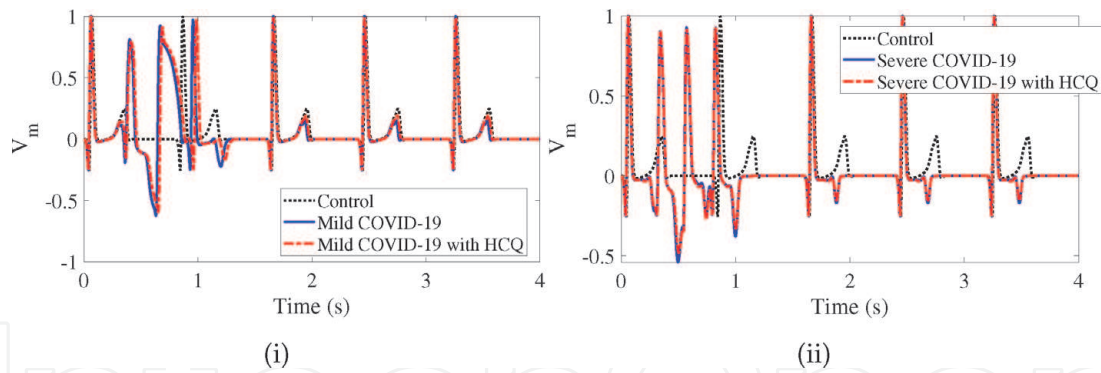 1
0.5
0
-0.5
-1
V_m
0 1 2 3 4
Time (s)
Control
Mild COVID-19
Mild COVID-19 with HCQ
(i)
1
0.5
0
-0.5
V_m
0 1 2 3 4
Time (s)
Control
Severe COVID-19
Severe COVID-19 with HCQ
(ii)